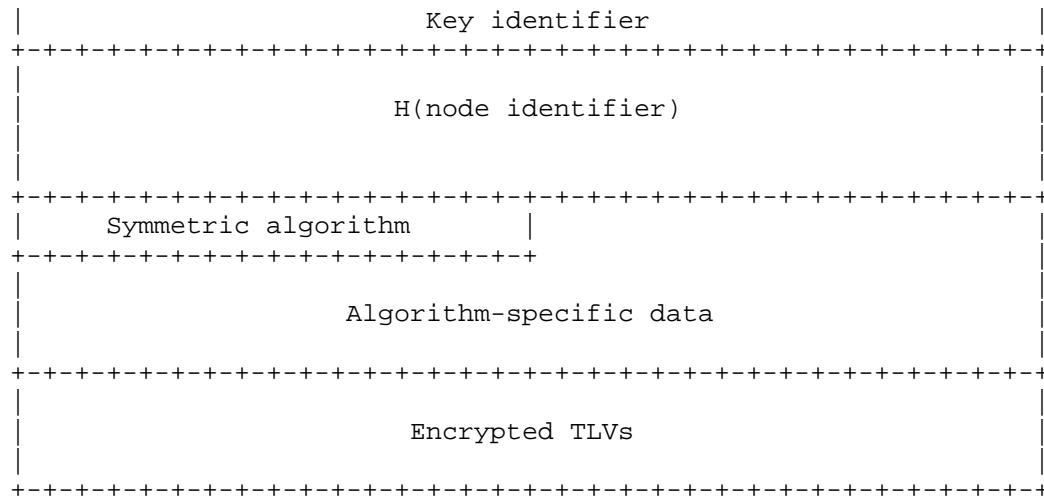 | Key identifier |
+-+-+-+-+-+-+-+-+-+-+-+-+-+-+-+-+-+-+-+-+-+-+-+-+-+-+-+-+-+-+-+-+
| |
| H(node identifier) |
| |
| |
+-+-+-+-+-+-+-+-+-+-+-+-+-+-+-+-+-+-+-+-+-+-+-+-+-+-+-+-+-+-+-+-+
| Symmetric algorithm | |
+-+-+-+-+-+-+-+-+-+-+-+-+-+-+-+-+ |
| |
| Algorithm-specific data |
| |
+-+-+-+-+-+-+-+-+-+-+-+-+-+-+-+-+-+-+-+-+-+-+-+-+-+-+-+-+-+-+-+-+
| |
| Encrypted TLVs |
| |
+-+-+-+-+-+-+-+-+-+-+-+-+-+-+-+-+-+-+-+-+-+-+-+-+-+-+-+-+-+-+-+-+